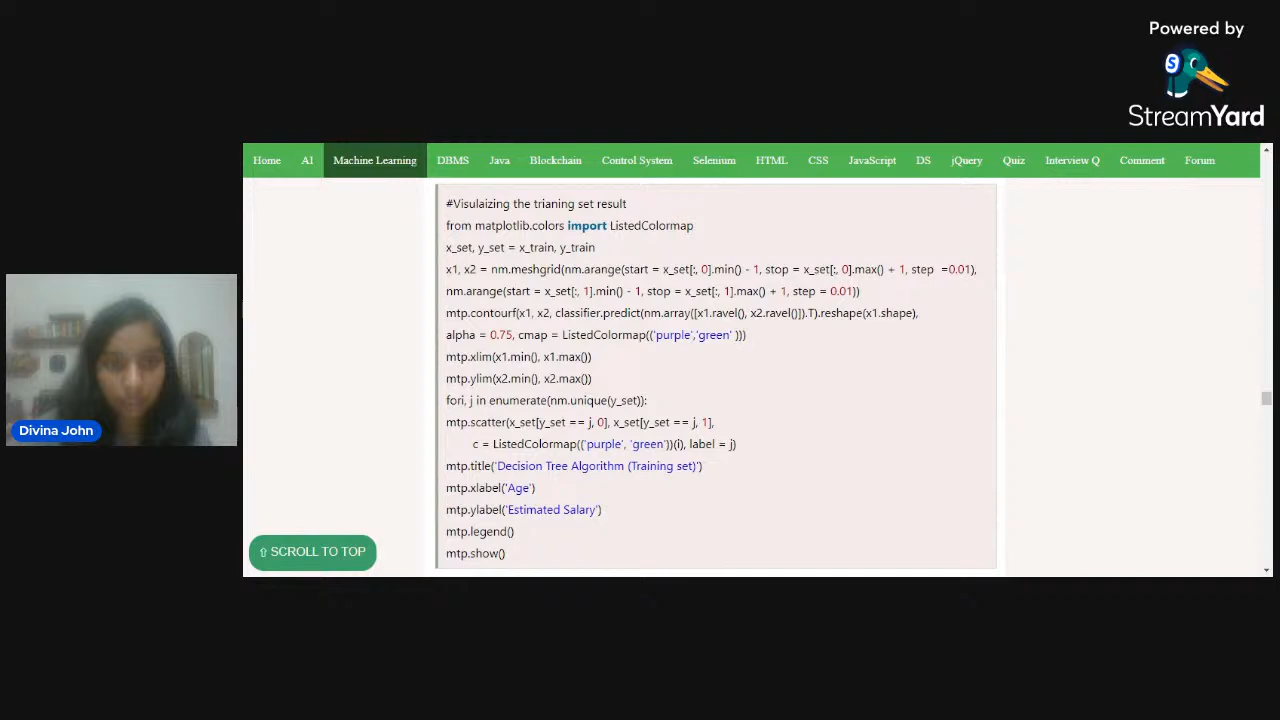 Powered by
S
StreamYard
Home AI Machine Learning DBMS Java Blockchain Control System Selenium HTML CSS JavaScript DS jQuery Quiz Interview Q Comment Forum
#Visulaizing the trianing set result
from matplotlib.colors import ListedColormap
x_set, y_set = x_train, y_train
x1, x2 = nm.meshgrid(nm.arange(start = x_set[:, 0].min() - 1, stop = x_set[:, 0].max() + 1, step  =0.01),
nm.arange(start = x_set[:, 1].min() - 1, stop = x_set[:, 1].max() + 1, step = 0.01))
mtp.contourf(x1, x2, classifier.predict(nm.array([x1.ravel(), x2.ravel()]).T).reshape(x1.shape),
alpha = 0.75, cmap = ListedColormap(('purple','green' )))
mtp.xlim(x1.min(), x1.max())
mtp.ylim(x2.min(), x2.max())
fori, j in enumerate(nm.unique(y_set)):
mtp.scatter(x_set[y_set == j, 0], x_set[y_set == j, 1],
c = ListedColormap(('purple', 'green'))(i), label = j)
mtp.title('Decision Tree Algorithm (Training set)')
mtp.xlabel('Age')
mtp.ylabel('Estimated Salary')
mtp.legend()
mtp.show()
Divina John
⇧ SCROLL TO TOP